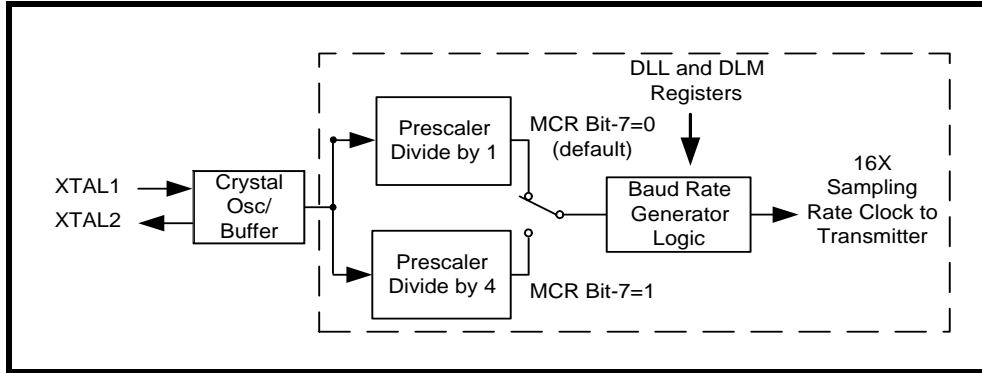 DLL and DLM
Registers
Prescaler
Divide by 1
MCR Bit-7=0
(default)
XTAL1
XTAL2
Crystal
Osc/
Buffer
Baud Rate
Generator
Logic
16X
Sampling
Rate Clock to
Transmitter
Prescaler
Divide by 4
MCR Bit-7=1